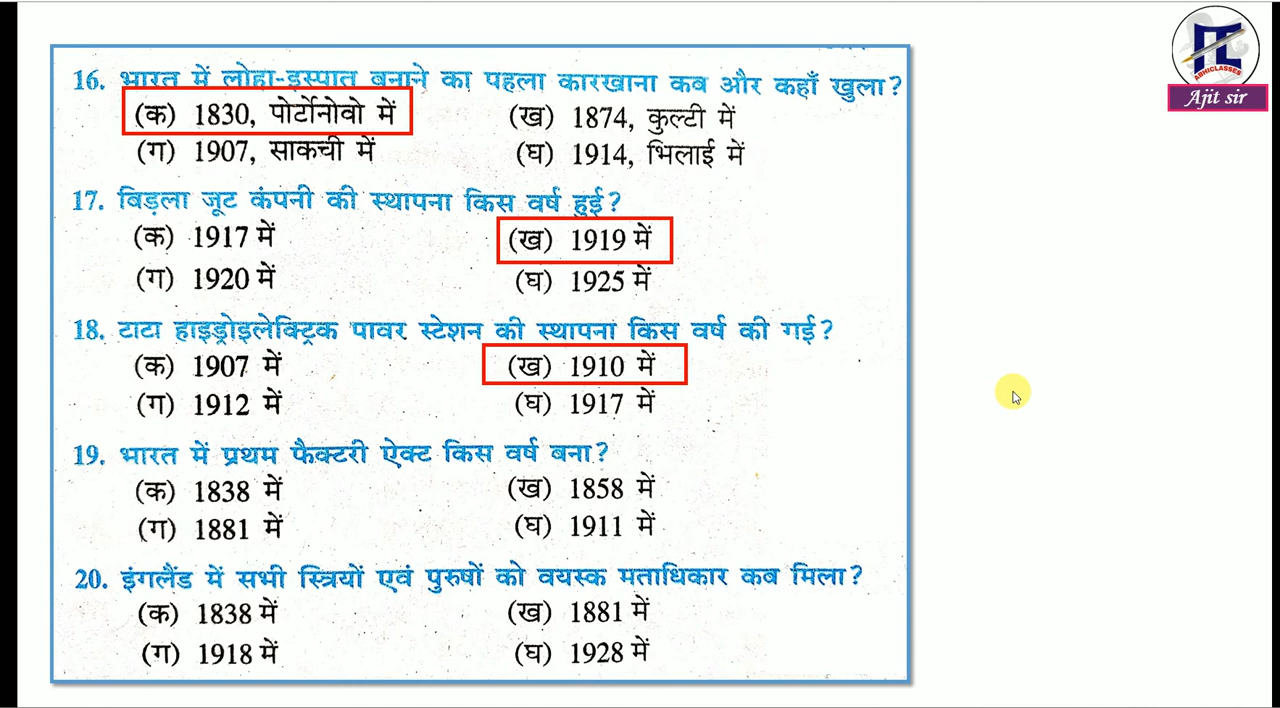 16. भारत में लोहा-इस्पात बनाने का पहला कारखाना कब और कहाँ खुला?
(क) 1830, पोर्टोनोवो में (ख) 1874, कुल्टी में
(ग) 1907, साकची में (घ) 1914, भिलाई में
17. बिड़ला जूट कंपनी की स्थापना किस वर्ष हुई?
(क) 1917 में (ख) 1919 में
(ग) 1920 में (घ) 1925 में
18. टाटा हाइड्रोइलेक्ट्रिक पावर स्टेशन की स्थापना किस वर्ष की गई?
(क) 1907 में (ख) 1910 में
(ग) 1912 में (घ) 1917 में
19. भारत में प्रथम फैक्टरी ऐक्ट किस वर्ष बना?
(क) 1838 में (ख) 1858 में
(ग) 1881 में (घ) 1911 में
20. इंगलैंड में सभी स्त्रियों एवं पुरुषों को वयस्क मताधिकार कब मिला?
(क) 1838 में (ख) 1881 में
(ग) 1918 में (घ) 1928 में
ABHICLASSES
Ajit sir